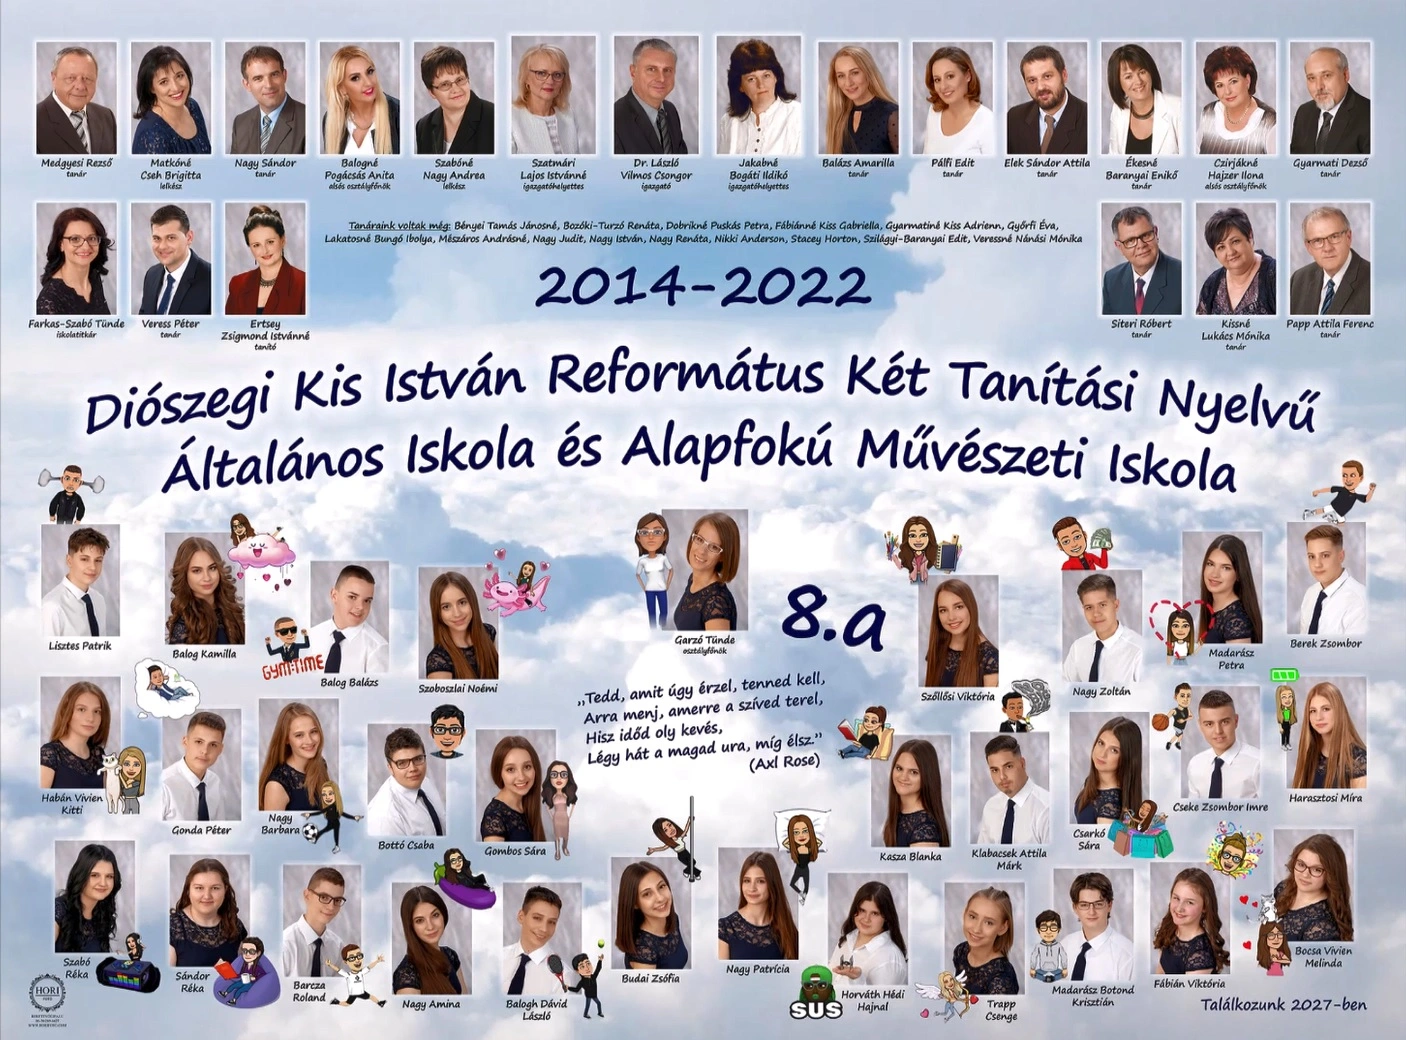 Medgyesi Rezső
tanár
Matkóné
Cseh Brigitta
lelkész
Nagy Sándor
tanár
Balogné
Pogácsás Anita
alsós osztályfőnök
Szabóné
Nagy Andrea
lelkész
Szatmári
Lajos Istvánné
igazgatóhelyettes
Dr. László
Vilmos Csongor
igazgató
Jakabné
Bogáti Ildikó
igazgatóhelyettes
Balázs Amarilla
tanár
Pálfi Edit
tanár
Elek Sándor Attila
tanár
Ékesné
Baranyai Enikő
tanár
Czirjákné
Hajzer Ilona
alsós osztályfőnök
Gyarmati Dezső
tanár
Tanáraink voltak még: Bényei Tamás Jánosné, Bozóki-Turzó Renáta, Dobrikné Puskás Petra, Fábiánné Kiss Gabriella, Gyarmatiné Kiss Adrienn, Győrfi Éva,
Lakatosné Bungó Ibolya, Mészáros Andrásné, Nagy Judit, Nagy István, Nagy Renáta, Nikki Anderson, Stacey Horton, Szilágyi-Baranyai Edit, Veressné Nánási Mónika
2014-2022
Farkas-Szabó Tünde
iskolatitkár
Veress Péter
tanár
Ertsey
Zsigmond Istvánné
tanító
Siteri Róbert
tanár
Kissné
Lukács Mónika
tanár
Papp Attila Ferenc
tanár
Diószegi Kis István Református Két Tanítási Nyelvű
Általános Iskola és Alapfokú Művészeti Iskola
8.a
Lisztes Patrik
Balog Kamilla
GYM-TIME
Balog Balázs
Szoboszlai Noémi
Garzó Tünde
osztályfőnök
Szőllősi Viktória
Nagy Zoltán
Madarász
Petra
Berek Zsombor
„Tedd, amit úgy érzel, tenned kell,
Arra menj, amerre a szíved terel,
Hisz időd oly kevés,
Légy hát a magad ura, míg élsz."
(Axl Rose)
Habán Vivien
Kitti
Gonda Péter
Nagy
Barbara
Bottó Csaba
Gombos Sára
Kasza Blanka
Klabacsek Attila
Márk
Csarkó
Sára
Cseke Zsombor Imre
Harasztosi Míra
Szabó
Réka
Sándor
Réka
Barcza
Roland
Nagy Amina
Balogh Dávid
László
Budai Zsófia
Nagy Patrícia
SUS
Horváth Hédi
Hajnal
Trapp
Csenge
Madarász Botond
Krisztián
Fábián Viktória
Bocsa Vivien
Melinda
Találkozunk 2027-ben
HORI